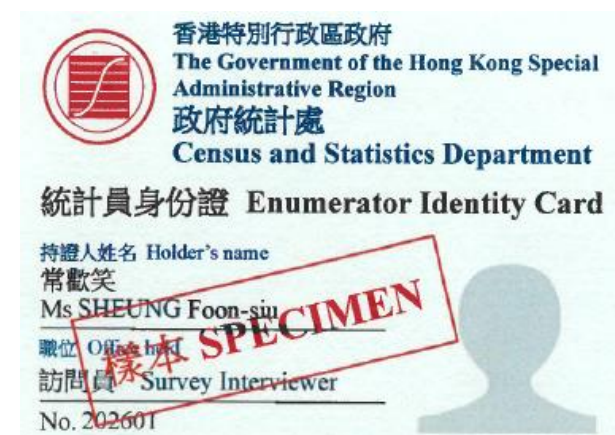 香港特別行政區政府
The Government of the Hong Kong Special
Administrative Region
政府統計處
Census and Statistics Department
統計員身份證 Enumerator Identity Card
持證人姓名 Holder's name
常歡笑
Ms SHEUNG Foon-siu
樣本 SPECIMEN
職位 Office held
訪問員 Survey Interviewer
No. 202601